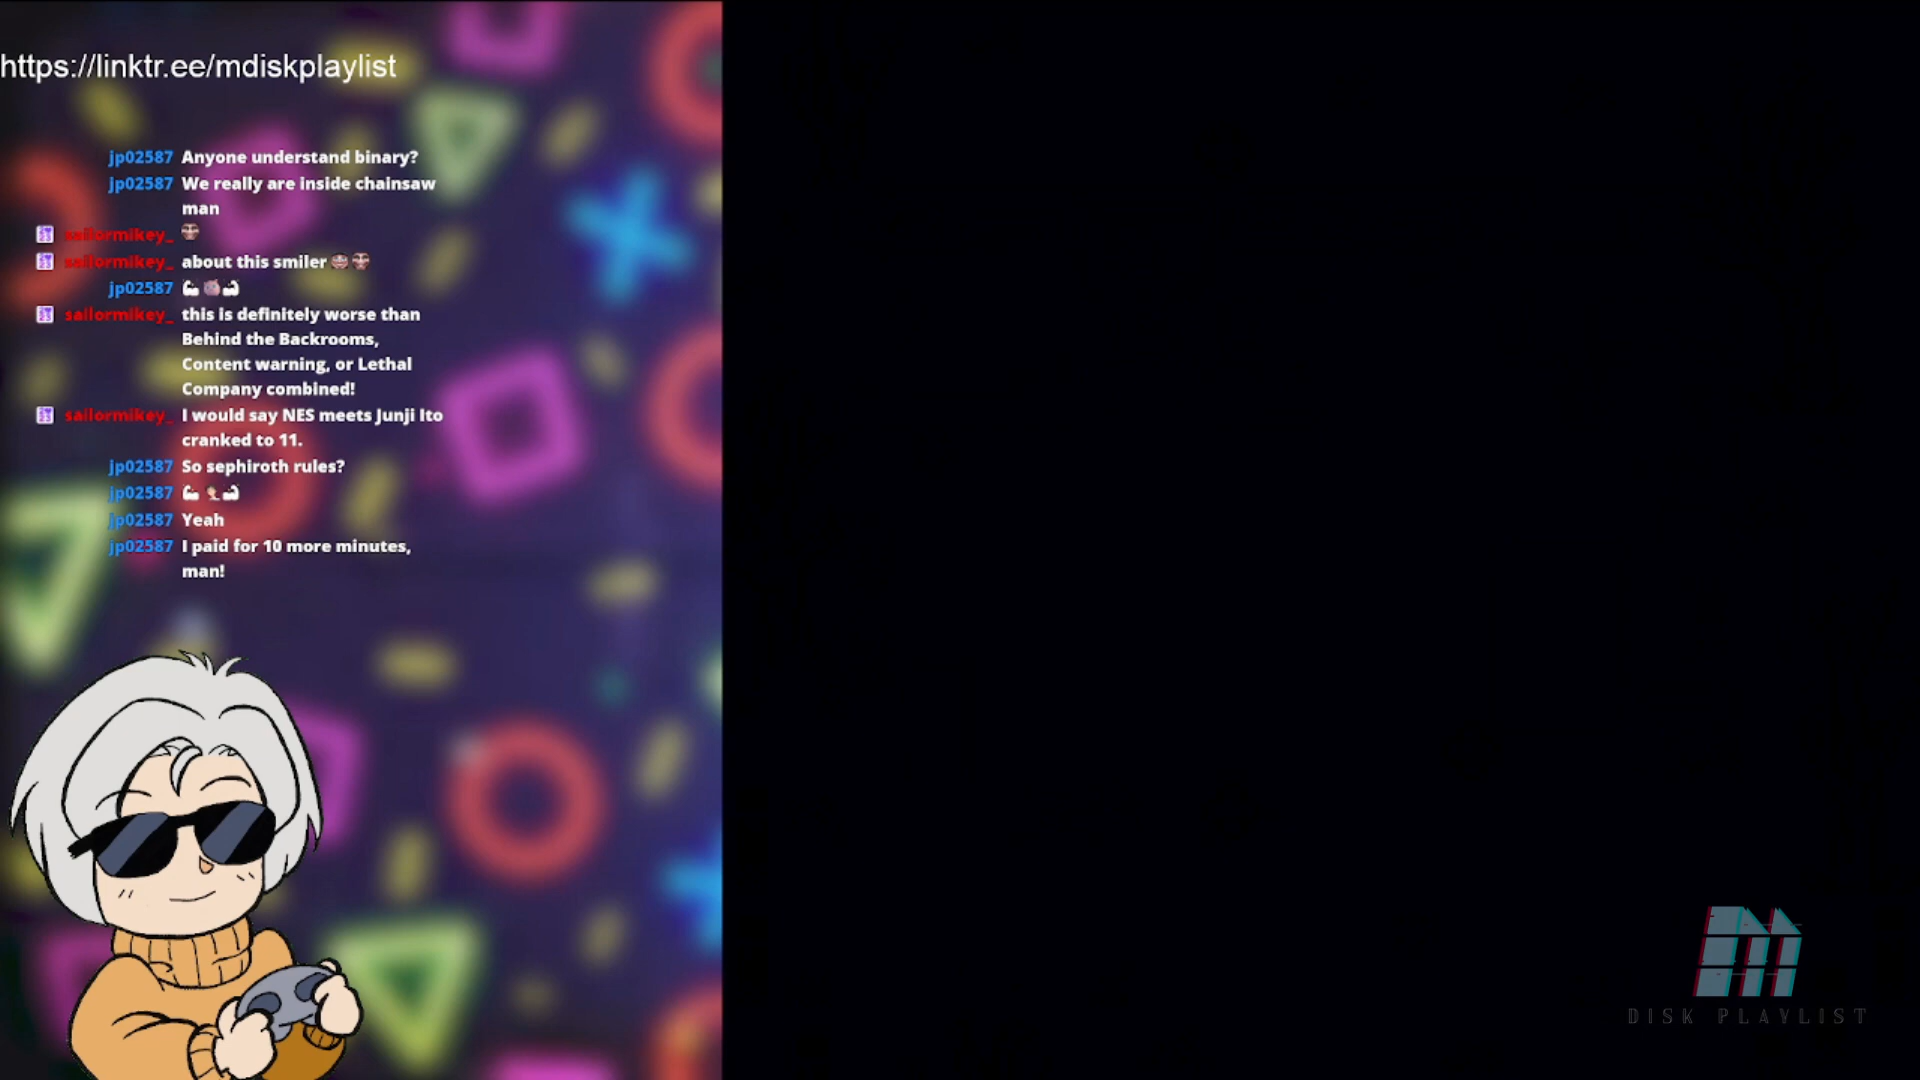 https://linktr.ee/mdiskplaylist
jp02587 Anyone understand binary?
jp02587 We really are inside chainsaw
man
sailormikey_
sailormikey_ about this smiler
jp02587
sailormikey_ this is definitely worse than
Behind the Backrooms,
Content warning, or Lethal
Company combined!
sailormikey_ I would say NES meets Junji Ito
cranked to 11.
jp02587 So sephiroth rules?
jp02587
jp02587 Yeah
jp02587 I paid for 10 more minutes,
man!
DISK PLAYLIST